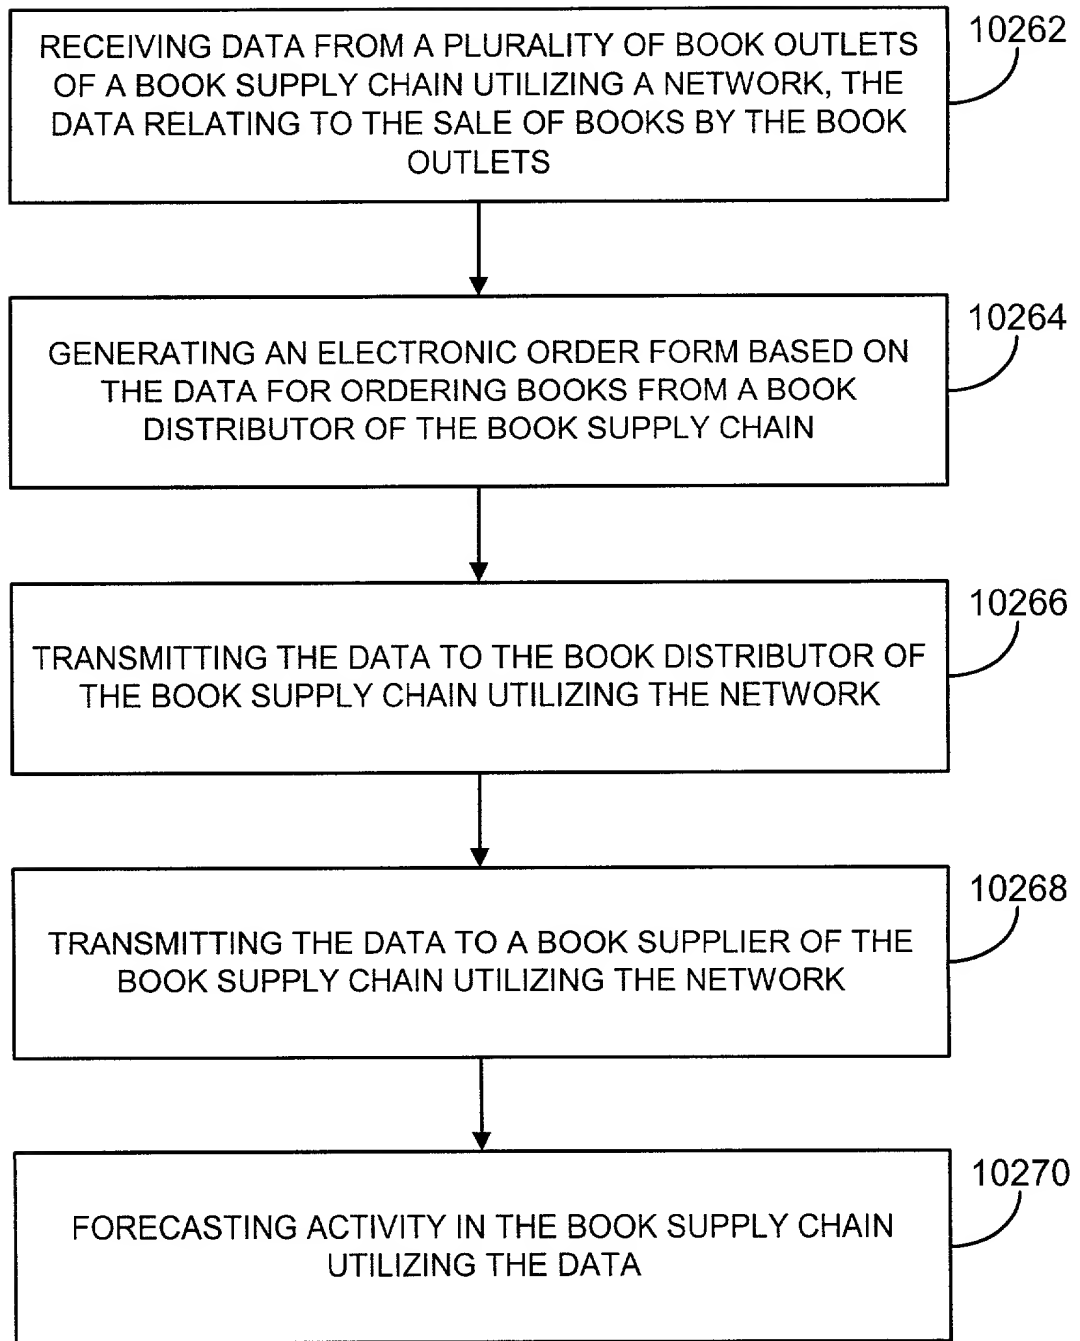 10262
RECEIVING DATA FROM A PLURALITY OF BOOK OUTLETS
OF A BOOK SUPPLY CHAIN UTILIZING A NETWORK, THE
DATA RELATING TO THE SALE OF BOOKS BY THE BOOK
OUTLETS
10264
GENERATING AN ELECTRONIC ORDER FORM BASED ON
THE DATA FOR ORDERING BOOKS FROM A BOOK
DISTRIBUTOR OF THE BOOK SUPPLY CHAIN
10266
TRANSMITTING THE DATA TO THE BOOK DISTRIBUTOR OF
THE BOOK SUPPLY CHAIN UTILIZING THE NETWORK
10268
TRANSMITTING THE DATA TO A BOOK SUPPLIER OF THE
BOOK SUPPLY CHAIN UTILIZING THE NETWORK
10270
FORECASTING ACTIVITY IN THE BOOK SUPPLY CHAIN
UTILIZING THE DATA